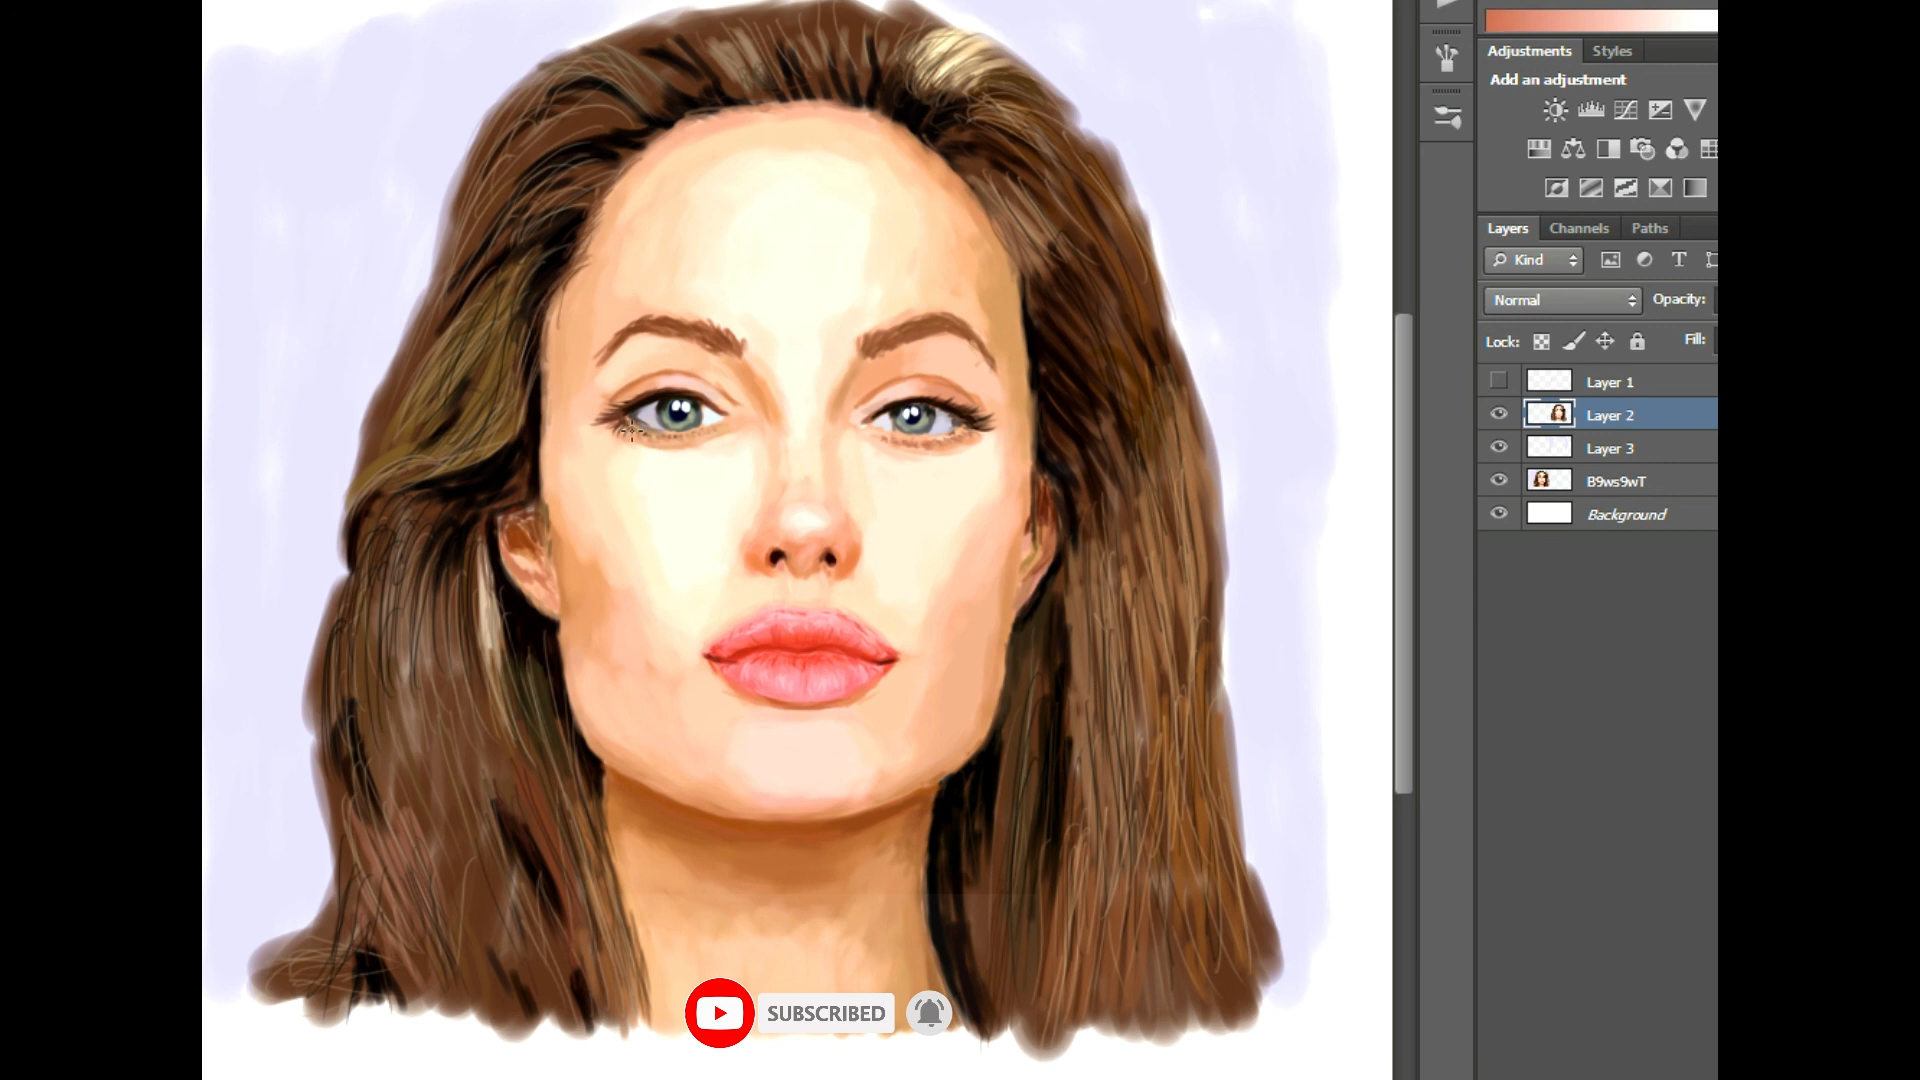 Adjustments Styles
Add an adjustment
Layers Channels Paths
Kind
Normal Opacity:
Lock: Fill:
Layer 1
Layer 2
Layer 3
B9ws9wT
Background
SUBSCRIBED